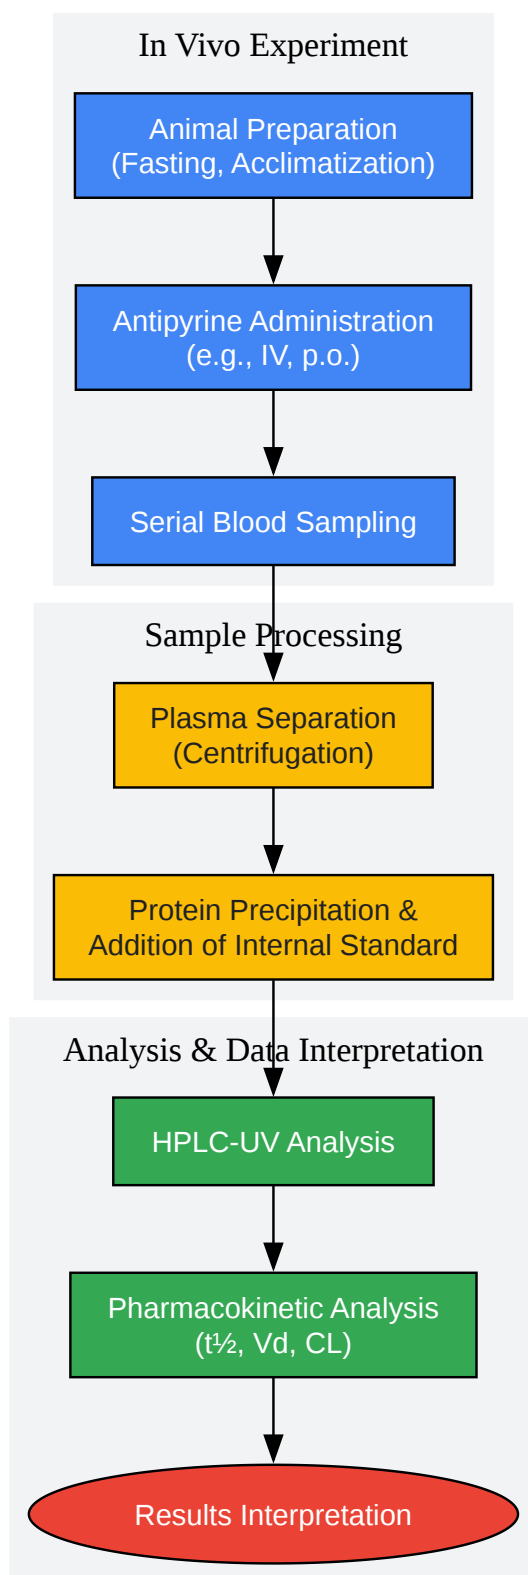 In Vivo Experiment
Animal Preparation
(Fasting, Acclimatization)
Antipyrine Administration
(e.g., IV, p.o.)
Serial Blood Sampling
Sample Processing
Plasma Separation
(Centrifugation)
Protein Precipitation &
Addition of Internal Standard
Analysis & Data Interpretation
HPLC-UV Analysis
Pharmacokinetic Analysis
(t½, Vd, CL)
Results Interpretation